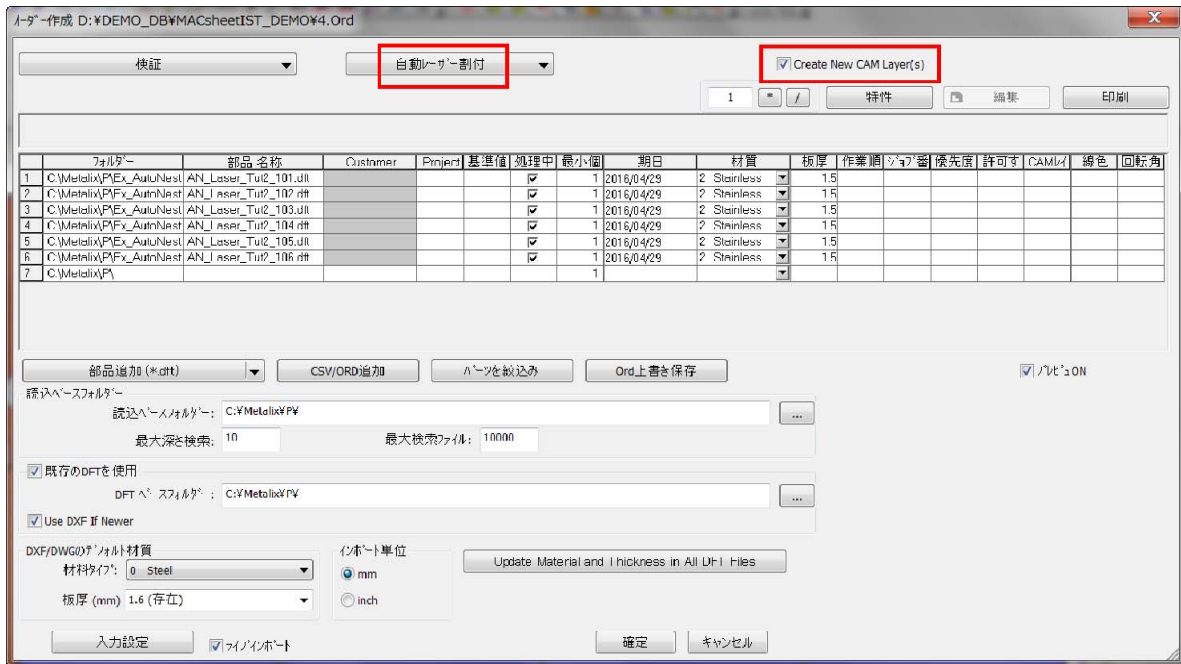 ｲｰﾀﾞｰ作成 D:¥DEMO_DB¥MACsheetIST_DEMO¥4.Ord
検証 自動ﾚｰｻﾞｰ割付 Create New CAM Layer(s)
1 * / 特件 編集 印刷
ﾌｫﾙﾀﾞｰ 部品名称 Customer Project 基準値 処理中 最小個 期日 材質 板厚 作業順 ｼﾞｮﾌﾞ番 優先度 許可す CAMﾚｲ 線色 回転角
1 C:\Metalix\P\Ex_AutoNest AN_Laser_Tut2_101.dft 1 2016/04/29 2 Stainless 1.5
2 C:\Metalix\P\Ex_AutoNest AN_Laser_Tut2_102.dft 1 2016/04/29 2 Stainless 1.5
3 C:\Metalix\P\Ex_AutoNest AN_Laser_Tut2_103.dft 1 2016/04/29 2 Stainless 1.5
4 C:\Metalix\P\Ex_AutoNest AN_Laser_Tut2_104.dft 1 2016/04/29 2 Stainless 1.5
5 C:\Metalix\P\Ex_AutoNest AN_Laser_Tut2_105.dft 1 2016/04/29 2 Stainless 1.5
6 C:\Metalix\P\Ex_AutoNest AN_Laser_Tut2_106.dft 1 2016/04/29 2 Stainless 1.5
7 C:\Metalix\P\ 1
部品追加 (*.dft) CSV/ORD追加 ﾊﾟｰﾂを絞込み Ord上書き保存 ﾌﾟﾚﾋﾞｭON
読込ﾍﾞｰｽﾌｫﾙﾀﾞｰ
読込ﾍﾞｰｽﾌｫﾙﾀﾞｰ: C:¥Metalix¥P¥ ...
最大深さ検索: 10 最大検索ﾌｧｲﾙ: 10000
既存のDFTを使用
DFT ﾍﾞｰｽﾌｫﾙﾀﾞｰ : C:¥Metalix¥P¥ ...
Use DXF If Newer
DXF/DWGのﾃﾞﾌｫﾙﾄ材質 ｲﾝﾎﾟｰﾄ単位
材料ﾀｲﾌﾟ: 0 Steel mm Update Material and Thickness in All DFT Files
板厚 (mm) 1.6 (存在) inch
入力設定 ﾗｲﾌﾞｲﾝﾎﾟｰﾄ 確定 ｷｬﾝｾﾙ